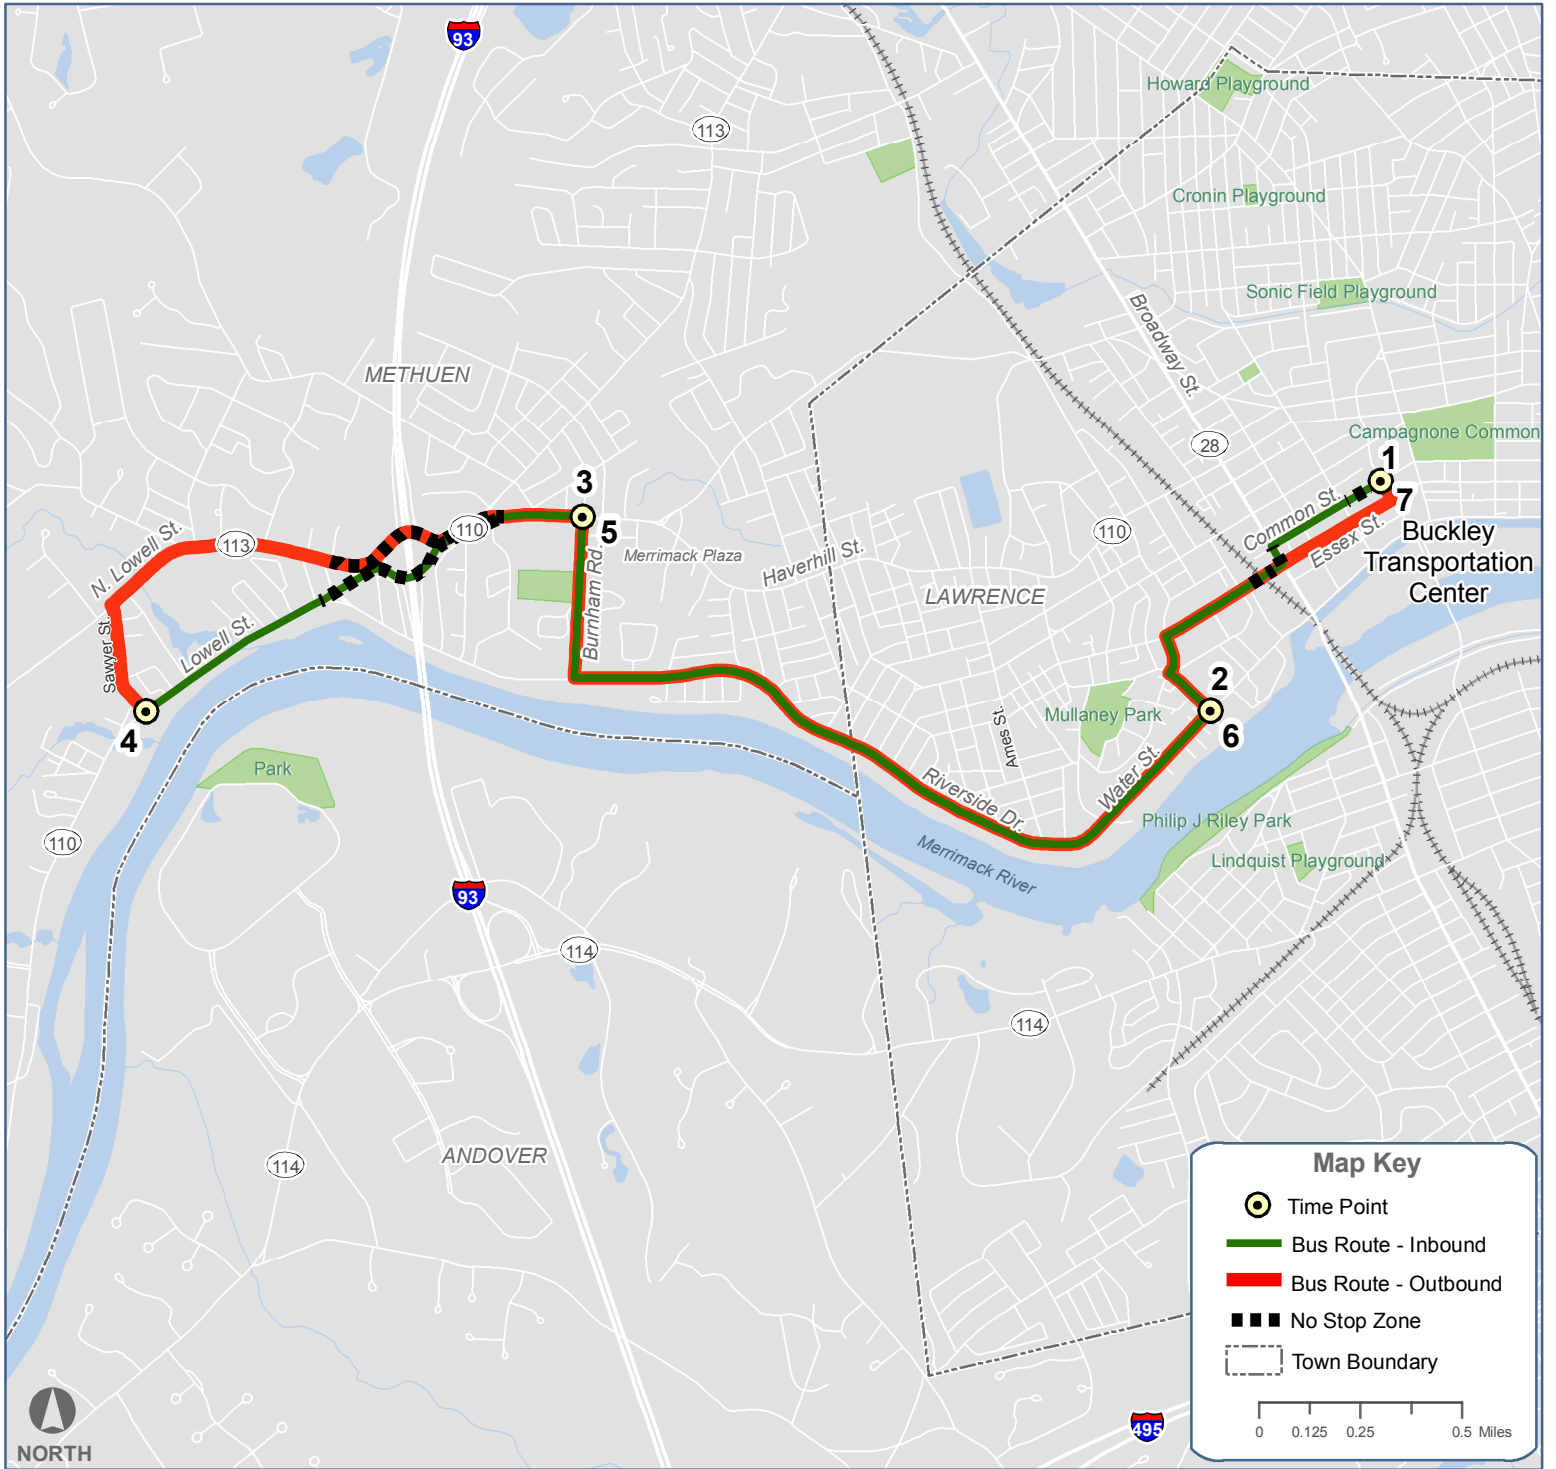 93
113
Howard Playground
Cronin Playground
Sonic Field Playground
Broadway St.
METHUEN
28
Campagnone Common
1
7
Common St.
Essex St.
Buckley
Transportation
Center
3
5
110
110
Merrimack Plaza
Haverhill St.
LAWRENCE
N. Lowell St.
113
Burnham Rd.
Sawyer St.
Lowell St.
4
2
6
Mullaney Park
Ames St.
Water St.
Park
Riverside Dr.
Philip J Riley Park
110
Merrimack River
Lindquist Playground
93
114
114
ANDOVER
114
Map Key
Time Point
Bus Route - Inbound
Bus Route - Outbound
No Stop Zone
Town Boundary
0 0.125 0.25 0.5 Miles
495
NORTH